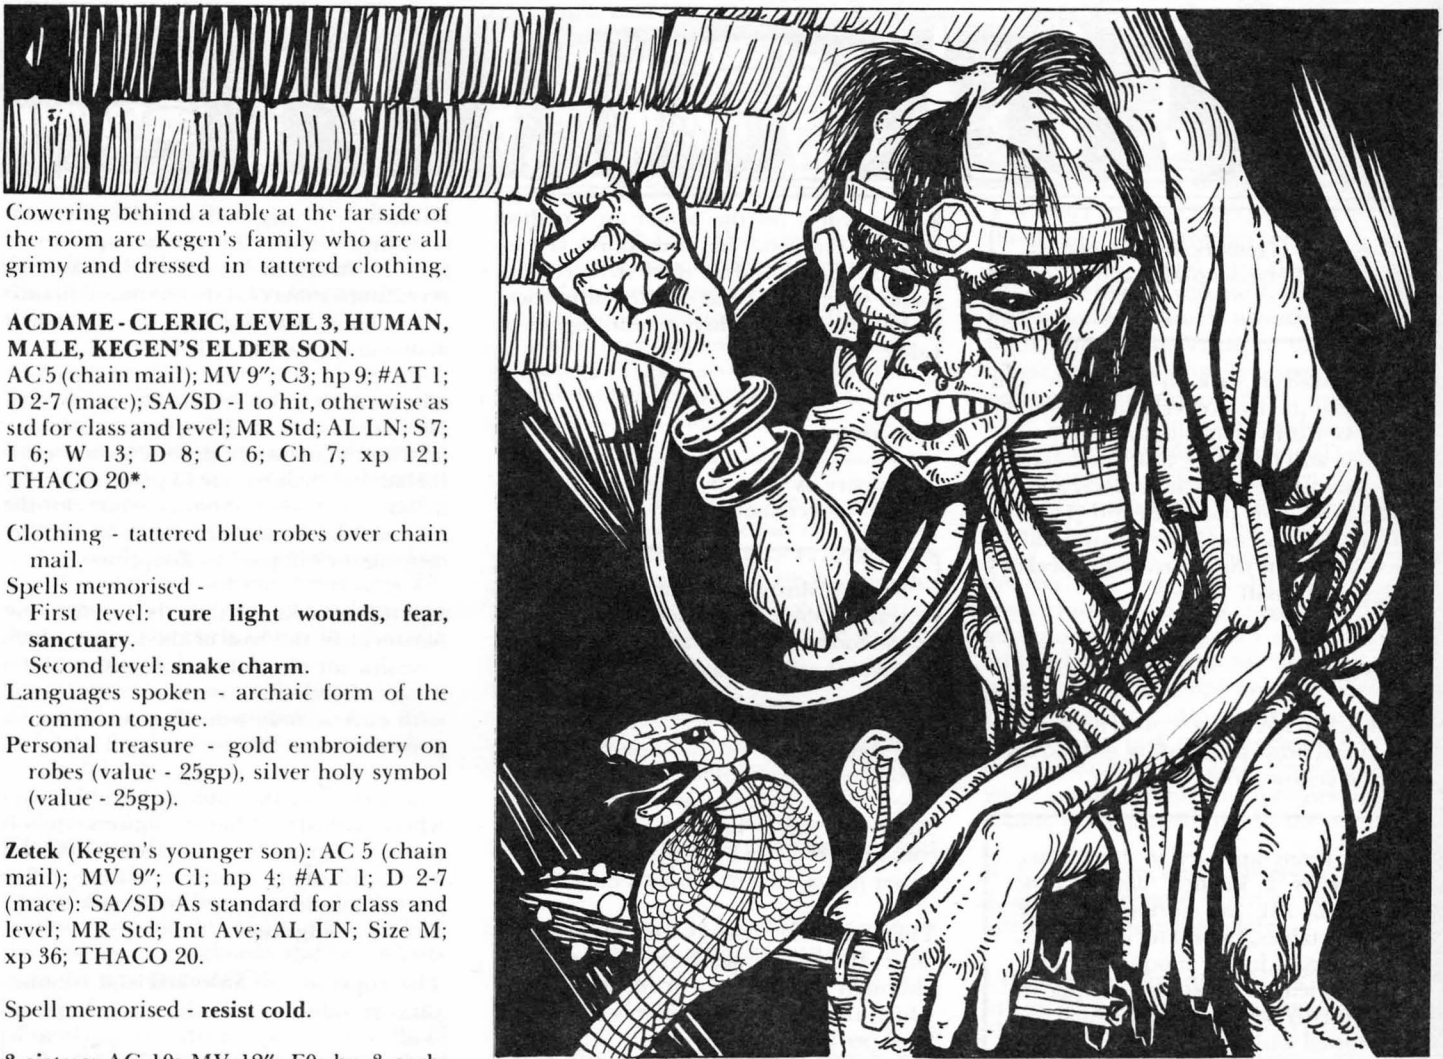 Cowering behind a table at the far side of
the room are Kegen's family who are all
grimy and dressed in tattered clothing.
ACDAME - CLERIC, LEVEL 3, HUMAN,
MALE, KEGEN'S ELDER SON.
AC 5 (chain mail); MV 9"; C3; hp 9; #AT 1;
D 2-7 (mace); SA/SD -1 to hit, otherwise as
std for class and level; MR Std; AL LN; S 7;
I 6; W 13; D 8; C 6; Ch 7; xp 121;
THACO 20*.
Clothing - tattered blue robes over chain
mail.
Spells memorised -
First level: cure light wounds, fear,
sanctuary.
Second level: snake charm.
Languages spoken - archaic form of the
common tongue.
Personal treasure - gold embroidery on
robes (value - 25gp), silver holy symbol
(value - 25gp).
Zetek (Kegen's younger son): AC 5 (chain
mail); MV 9"; C1; hp 4; #AT 1; D 2-7
(mace): SA/SD As standard for class and
level; MR Std; Int Ave; AL LN; Size M;
xp 36; THACO 20.
Spell memorised - resist cold.